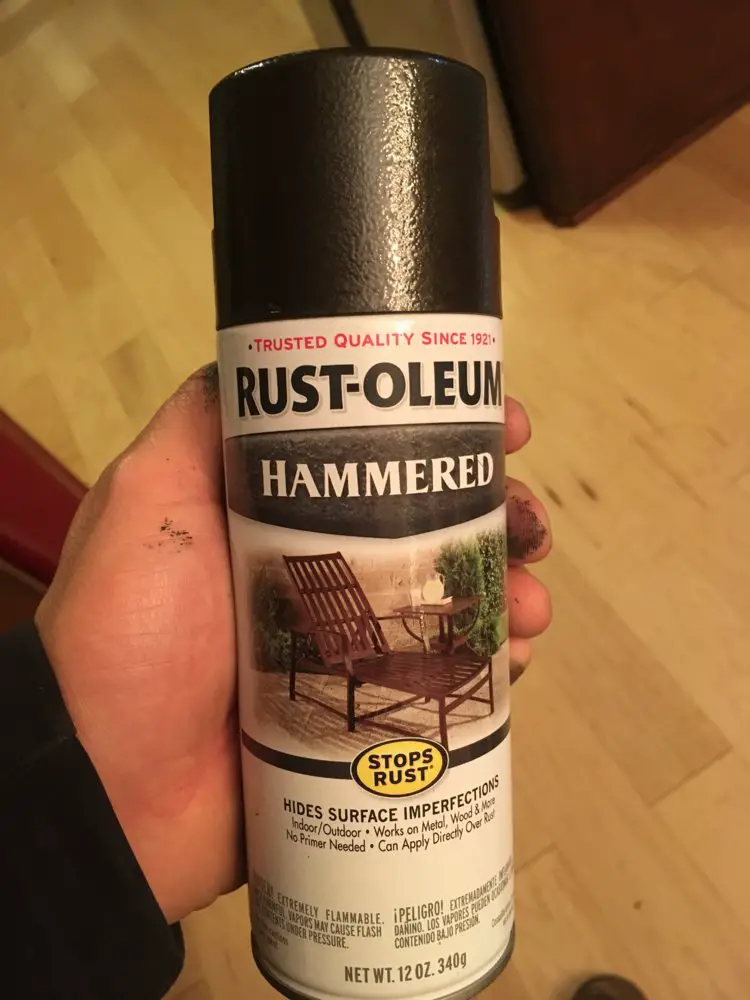 •TRUSTED QUALITY SINCE 1921•
RUST-OLEUM
HAMMERED
STOPS
RUST®
HIDES SURFACE IMPERFECTIONS
Indoor/Outdoor • Works on Metal, Wood & More
No Primer Needed • Can Apply Directly Over Rust
EXTREMELY FLAMMABLE.
VAPORS MAY CAUSE FLASH
UNDER PRESSURE.
¡PELIGRO! EXTREMADAMENTE
DAÑINO. LOS VAPORES PUEDEN
CONTENIDO BAJO PRESIÓN.
NET WT. 12 OZ. 340g